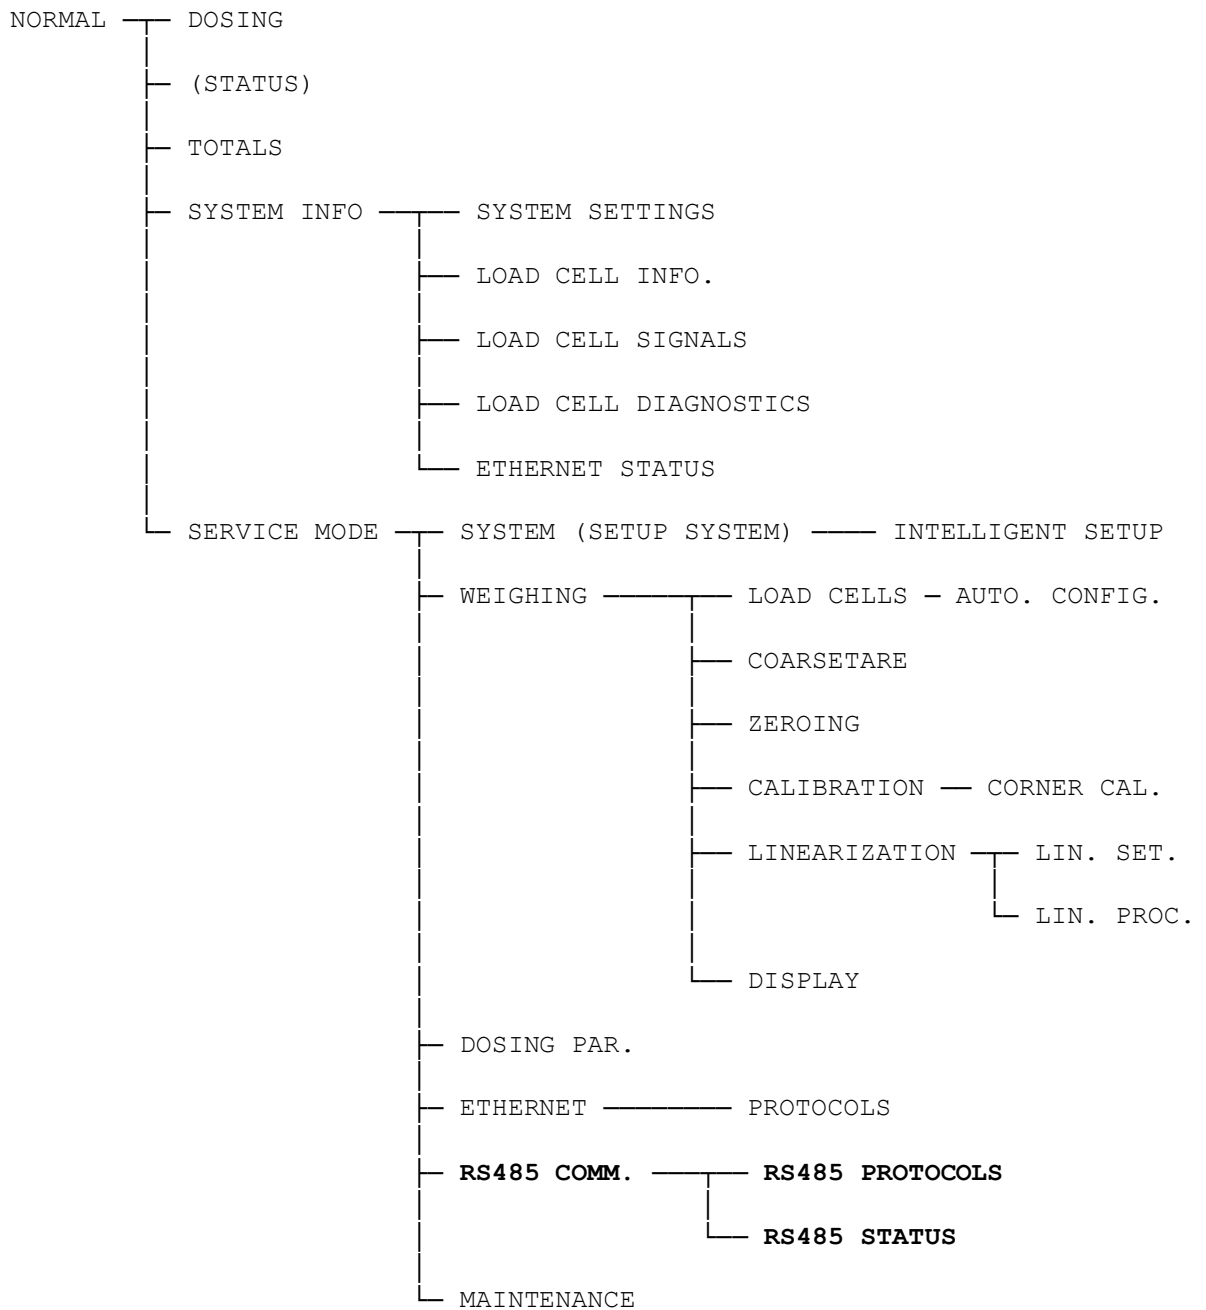 NORMAL DOSING
(STATUS)
TOTALS
SYSTEM INFO SYSTEM SETTINGS
LOAD CELL INFO.
LOAD CELL SIGNALS
LOAD CELL DIAGNOSTICS
ETHERNET STATUS
SERVICE MODE SYSTEM (SETUP SYSTEM) INTELLIGENT SETUP
WEIGHING LOAD CELLS AUTO. CONFIG.
COARSETARE
ZEROING
CALIBRATION CORNER CAL.
LINEARIZATION LIN. SET.
LIN. PROC.
DISPLAY
DOSING PAR.
ETHERNET PROTOCOLS
RS485 COMM. RS485 PROTOCOLS
RS485 STATUS
MAINTENANCE